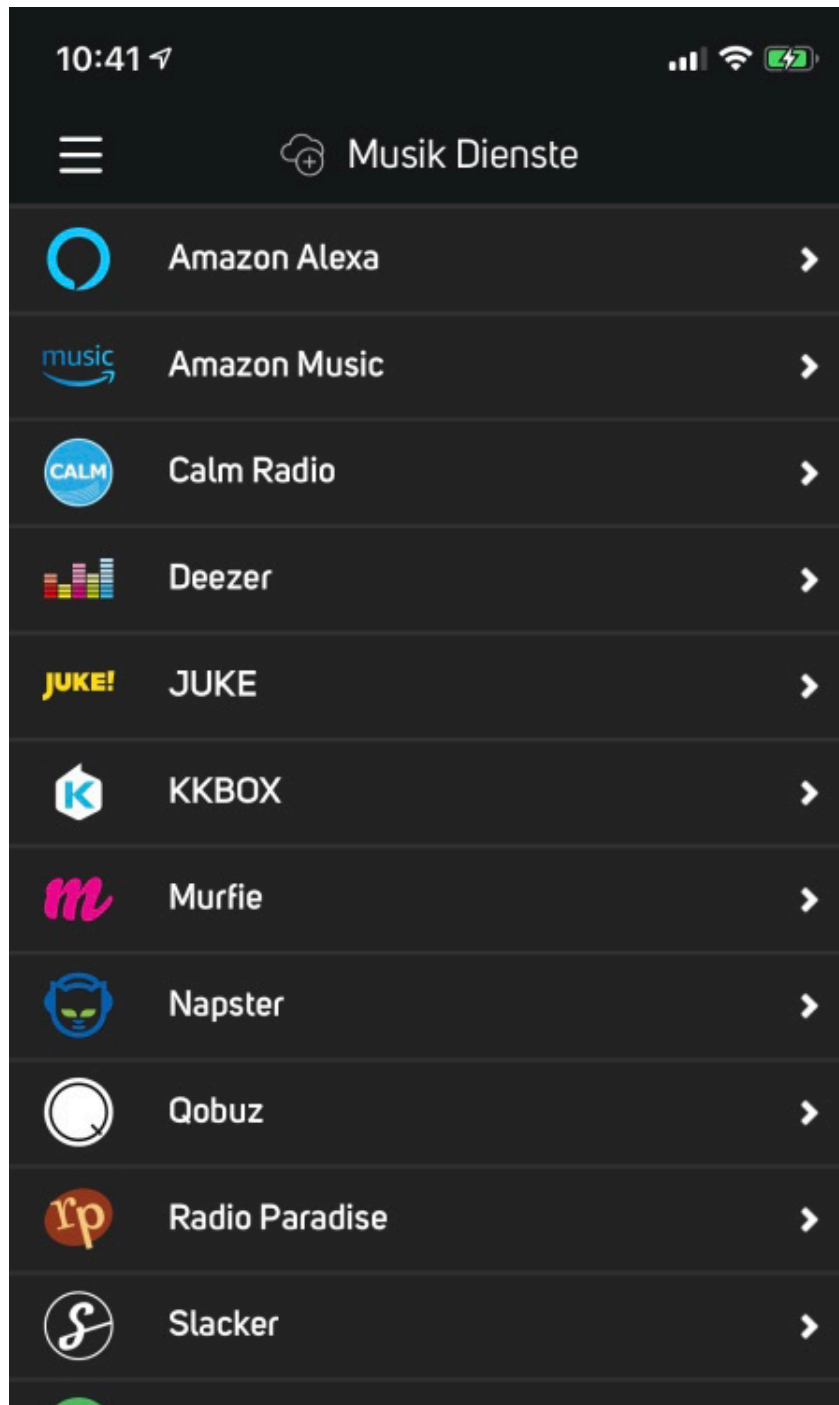 10:41
Musik Dienste
Amazon Alexa
music
Amazon Music
CALM
Calm Radio
Deezer
JUKE!
JUKE
K
KKBOX
m
Murfie
Napster
Qobuz
rp
Radio Paradise
S
Slacker